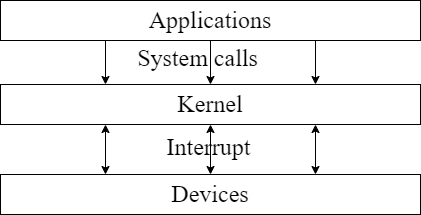 Applications
System calls
Kernel
Interrupt
Devices